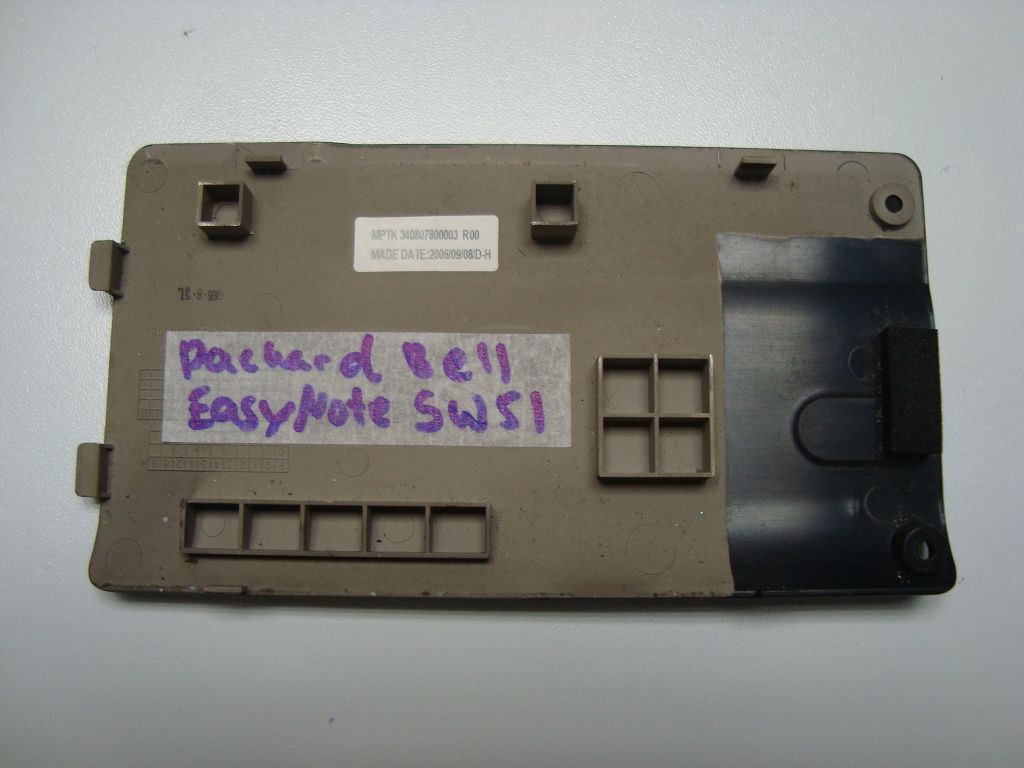 MPTK 340807800003 R00
MADE DATE:2006/09/08/D-H
Packard Bell
EasyNote SW51